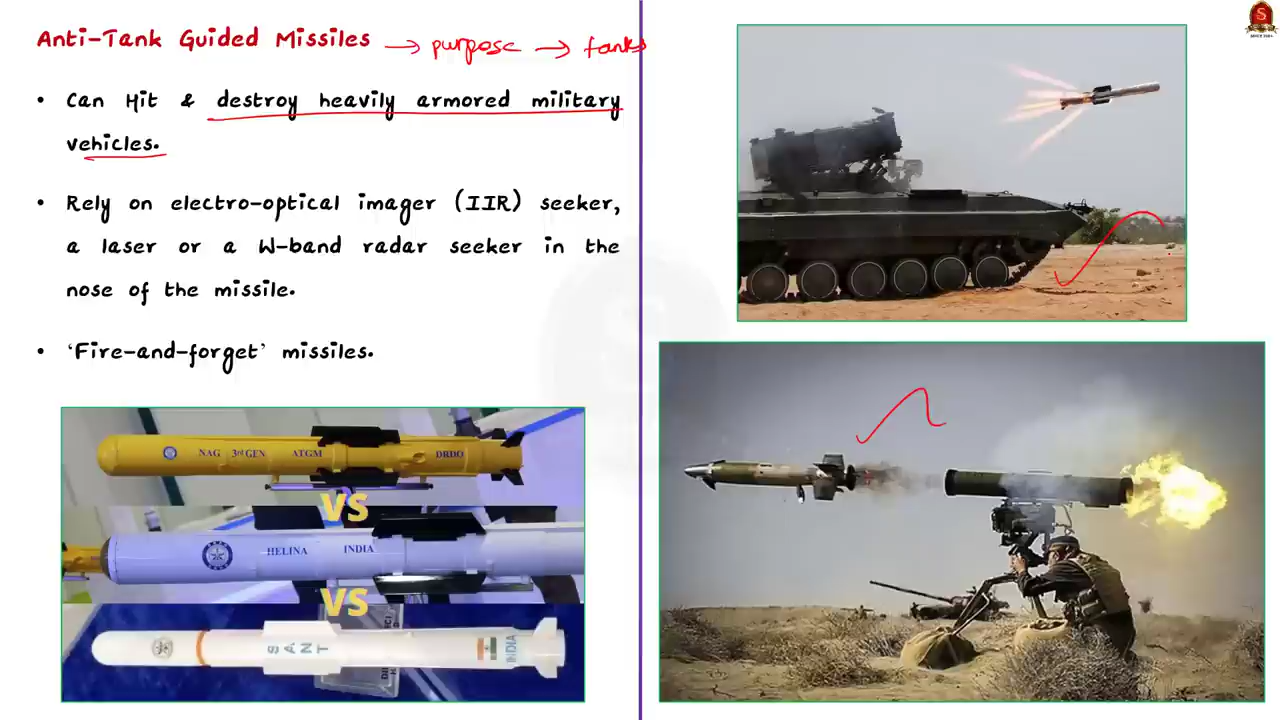 Anti-Tank Guided Missiles → purpose → tanks
• Can Hit & destroy heavily armored military
vehicles.
• Rely on electro-optical imager (IIR) seeker,
a laser or a W-band radar seeker in the
nose of the missile.
• ‘Fire-and-forget’ missiles.
NAG 3rd GEN ATGM DRDO
VS
HELINA INDIA
VS
SANT INDIA
S